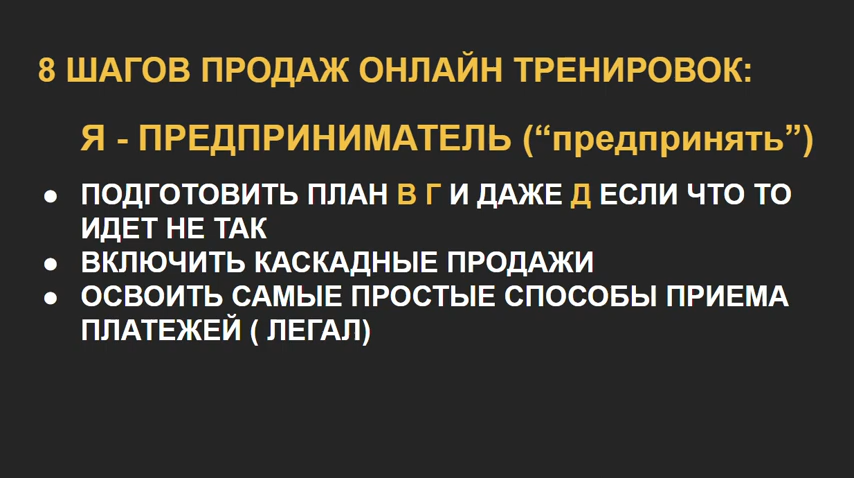 8 ШАГОВ ПРОДАЖ ОНЛАЙН ТРЕНИРОВОК:
Я - ПРЕДПРИНИМАТЕЛЬ (“предпринять”)
● ПОДГОТОВИТЬ ПЛАН В Г И ДАЖЕ Д ЕСЛИ ЧТО ТО
ИДЕТ НЕ ТАК
● ВКЛЮЧИТЬ КАСКАДНЫЕ ПРОДАЖИ
● ОСВОИТЬ САМЫЕ ПРОСТЫЕ СПОСОБЫ ПРИЕМА
ПЛАТЕЖЕЙ ( ЛЕГАЛ)